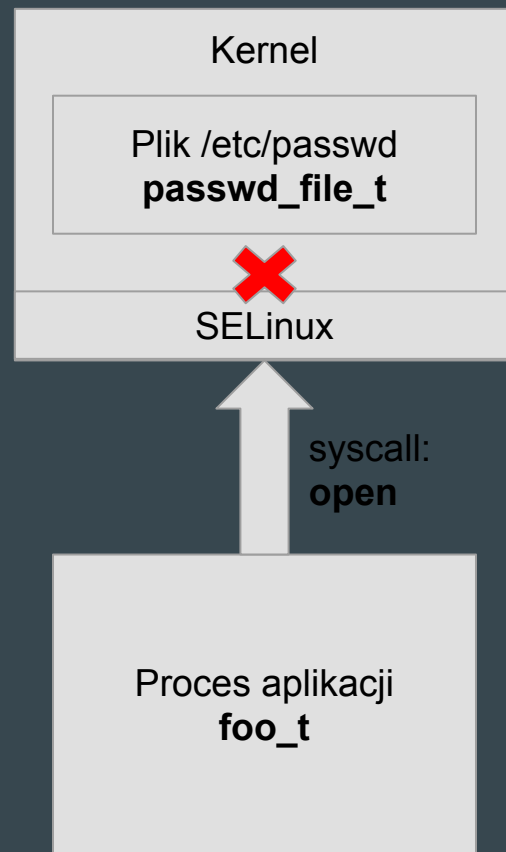 Kernel
Plik /etc/passwd
passwd_file_t
SELinux
syscall:
open
Proces aplikacji
foo_t